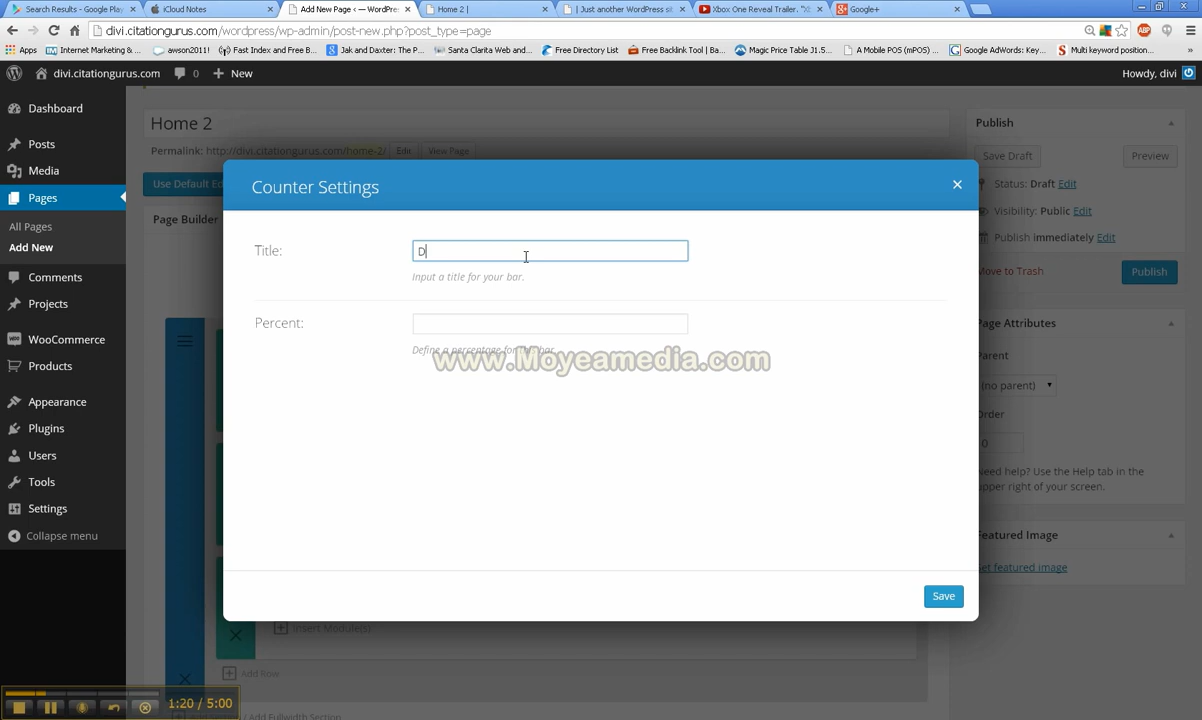 Search Results - Google Play
iCloud Notes
Add New Page ‹ — WordPress
Home 2 |
| Just another WordPress sit
Xbox One Reveal Trailer. "Xb
Google+
divi.citationgurus.com/wordpress/wp-admin/post-new.php?post_type=page
Apps
Internet Marketing &...
awson2011!
Fast Index and Free B...
Jak and Daxter: The P...
Santa Clarita Web and...
Free Directory List
Free Backlink Tool | Ba...
Magic Price Table J1.5...
A Mobile POS (mPOS) ...
Google AdWords: Key...
Multi keyword position...
divi.citationgurus.com
0
New
Howdy, divi
Dashboard
Posts
Media
Pages
All Pages
Add New
Comments
Projects
WooCommerce
Products
Appearance
Plugins
Users
Tools
Settings
Collapse menu
Home 2
Permalink: http://divi.citationgurus.com/home-2/
Edit
View Page
Use Default Ed
Page Builder
Counter Settings
Title:
D
Input a title for your bar.
Percent:
Define a percentage for this bar.
www.Moyeamedia.com
Save
Insert Module(s)
Add Row
/ Add Fullwidth Section
Publish
Save Draft
Preview
Status: Draft Edit
Visibility: Public Edit
Publish immediately Edit
Move to Trash
Publish
Page Attributes
Parent
(no parent)
Order
0
Need help? Use the Help tab in the
upper right of your screen.
Featured Image
Set featured image
1:20 / 5:00